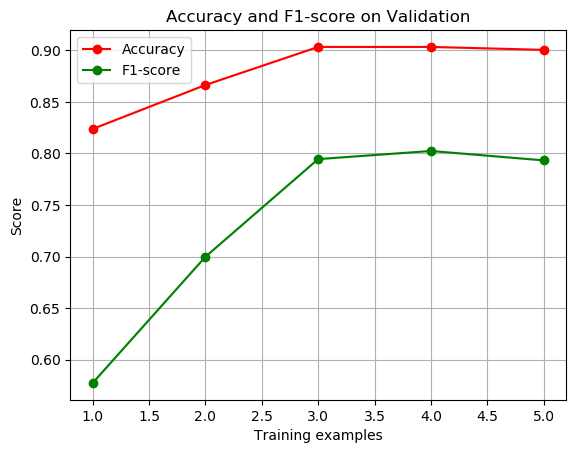 Accuracy and F1-score on Validation
Accuracy
F1-score
0.90
0.85
0.80
0.75
0.70
0.65
0.60
Score
1.0 1.5 2.0 2.5 3.0 3.5 4.0 4.5 5.0
Training examples